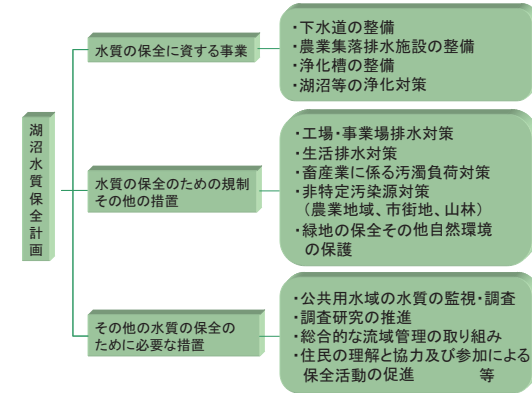 湖沼水質保全計画
水質の保全に資する事業
・下水道の整備
・農業集落排水施設の整備
・浄化槽の整備
・湖沼等の浄化対策
水質の保全のための規制
その他の措置
・工場・事業場排水対策
・生活排水対策
・畜産業に係る汚濁負荷対策
・非特定汚染源対策
（農業地域、市街地、山林）
・緑地の保全その他自然環境
の保護
その他の水質の保全の
ために必要な措置
・公共用水域の水質の監視・調査
・調査研究の推進
・総合的な流域管理の取り組み
・住民の理解と協力及び参加による
保全活動の促進　　　等